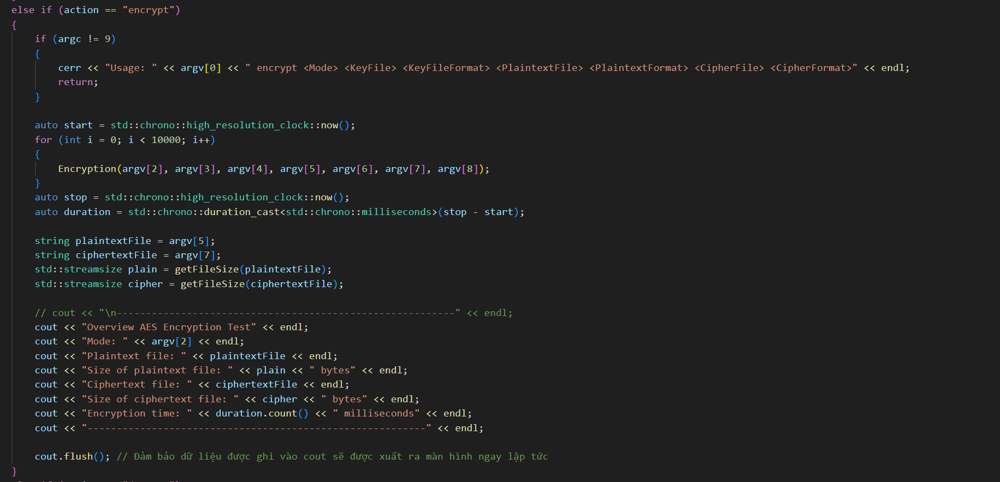 else if (action == "encrypt")
{
    if (argc != 9)
    {
        cerr << "Usage: " << argv[0] << " encrypt <Mode> <KeyFile> <KeyFileFormat> <PlaintextFile> <PlaintextFormat> <CipherFile> <CipherFormat>" << endl;
        return;
    }

    auto start = std::chrono::high_resolution_clock::now();
    for (int i = 0; i < 10000; i++)
    {
        Encryption(argv[2], argv[3], argv[4], argv[5], argv[6], argv[7], argv[8]);
    }
    auto stop = std::chrono::high_resolution_clock::now();
    auto duration = std::chrono::duration_cast<std::chrono::milliseconds>(stop - start);

    string plaintextFile = argv[5];
    string ciphertextFile = argv[7];
    std::streamsize plain = getFileSize(plaintextFile);
    std::streamsize cipher = getFileSize(ciphertextFile);

    // cout << "\n----------------------------------------------------------" << endl;
    cout << "Overview AES Encryption Test" << endl;
    cout << "Mode: " << argv[2] << endl;
    cout << "Plaintext file: " << plaintextFile << endl;
    cout << "Size of plaintext file: " << plain << " bytes" << endl;
    cout << "Ciphertext file: " << ciphertextFile << endl;
    cout << "Size of ciphertext file: " << cipher << " bytes" << endl;
    cout << "Encryption time: " << duration.count() << " milliseconds" << endl;
    cout << "----------------------------------------------------------" << endl;

    cout.flush(); // Đảm bảo dữ liệu được ghi vào cout sẽ được xuất ra màn hình ngay lập tức
}